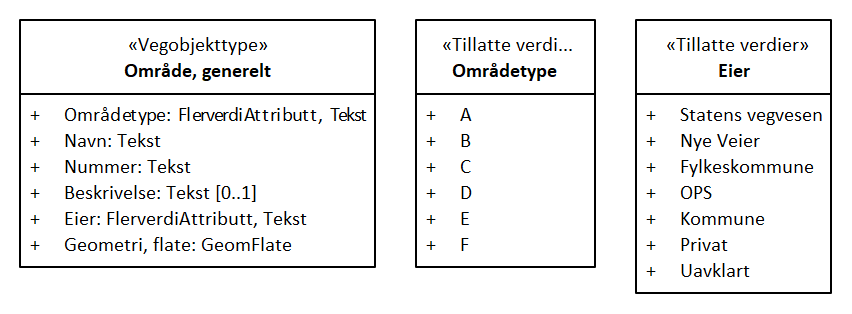 «Vegobjekttype»
Område, generelt
+ Områdetype: FlerverdiAttributt, Tekst
+ Navn: Tekst
+ Nummer: Tekst
+ Beskrivelse: Tekst [0..1]
+ Eier: FlerverdiAttributt, Tekst
+ Geometri, flate: GeomFlate
«Tillatte verdi...
Områdetype
+ A
+ B
+ C
+ D
+ E
+ F
«Tillatte verdier»
Eier
+ Statens vegvesen
+ Nye Veier
+ Fylkeskommune
+ OPS
+ Kommune
+ Privat
+ Uavklart